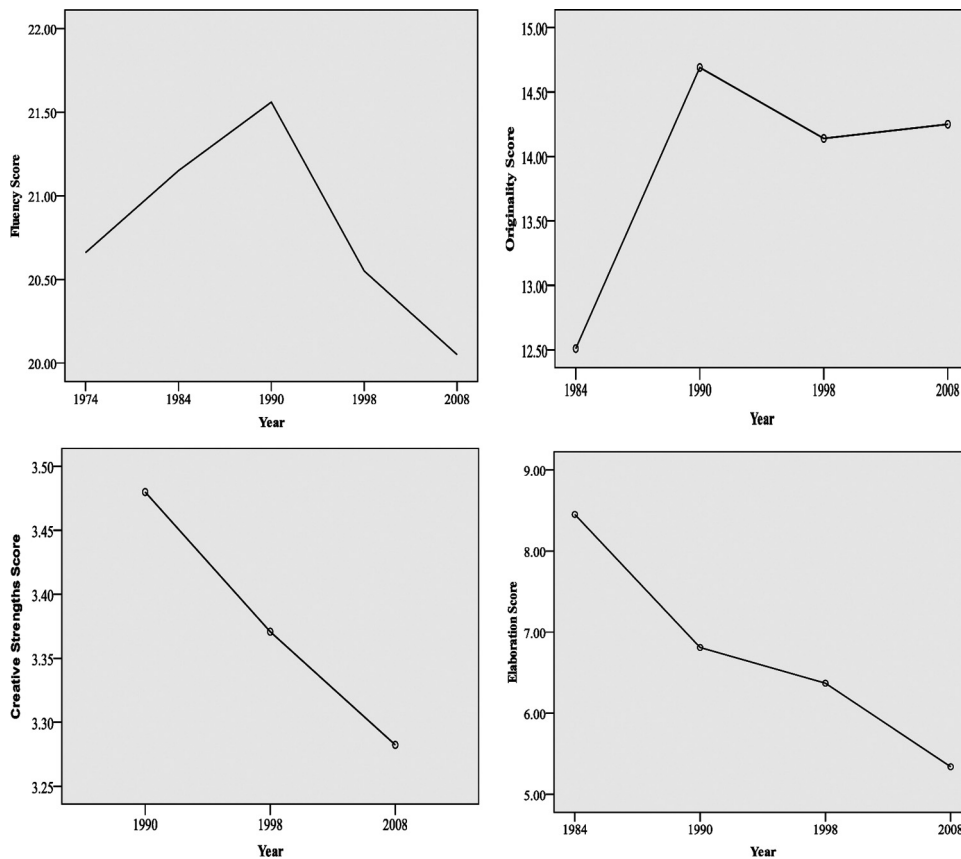 22.00
21.50
21.00
20.50
20.00
Fluency Score
1974 1984 1990 1998 2008
Year
15.00
14.50
14.00
13.50
13.00
12.50
Originality Score
1984 1990 1998 2008
Year
3.50
3.45
3.40
3.35
3.30
3.25
Creative Strengths Score
1990 1998 2008
Year
9.00
8.00
7.00
6.00
5.00
Elaboration Score
1984 1990 1998 2008
Year